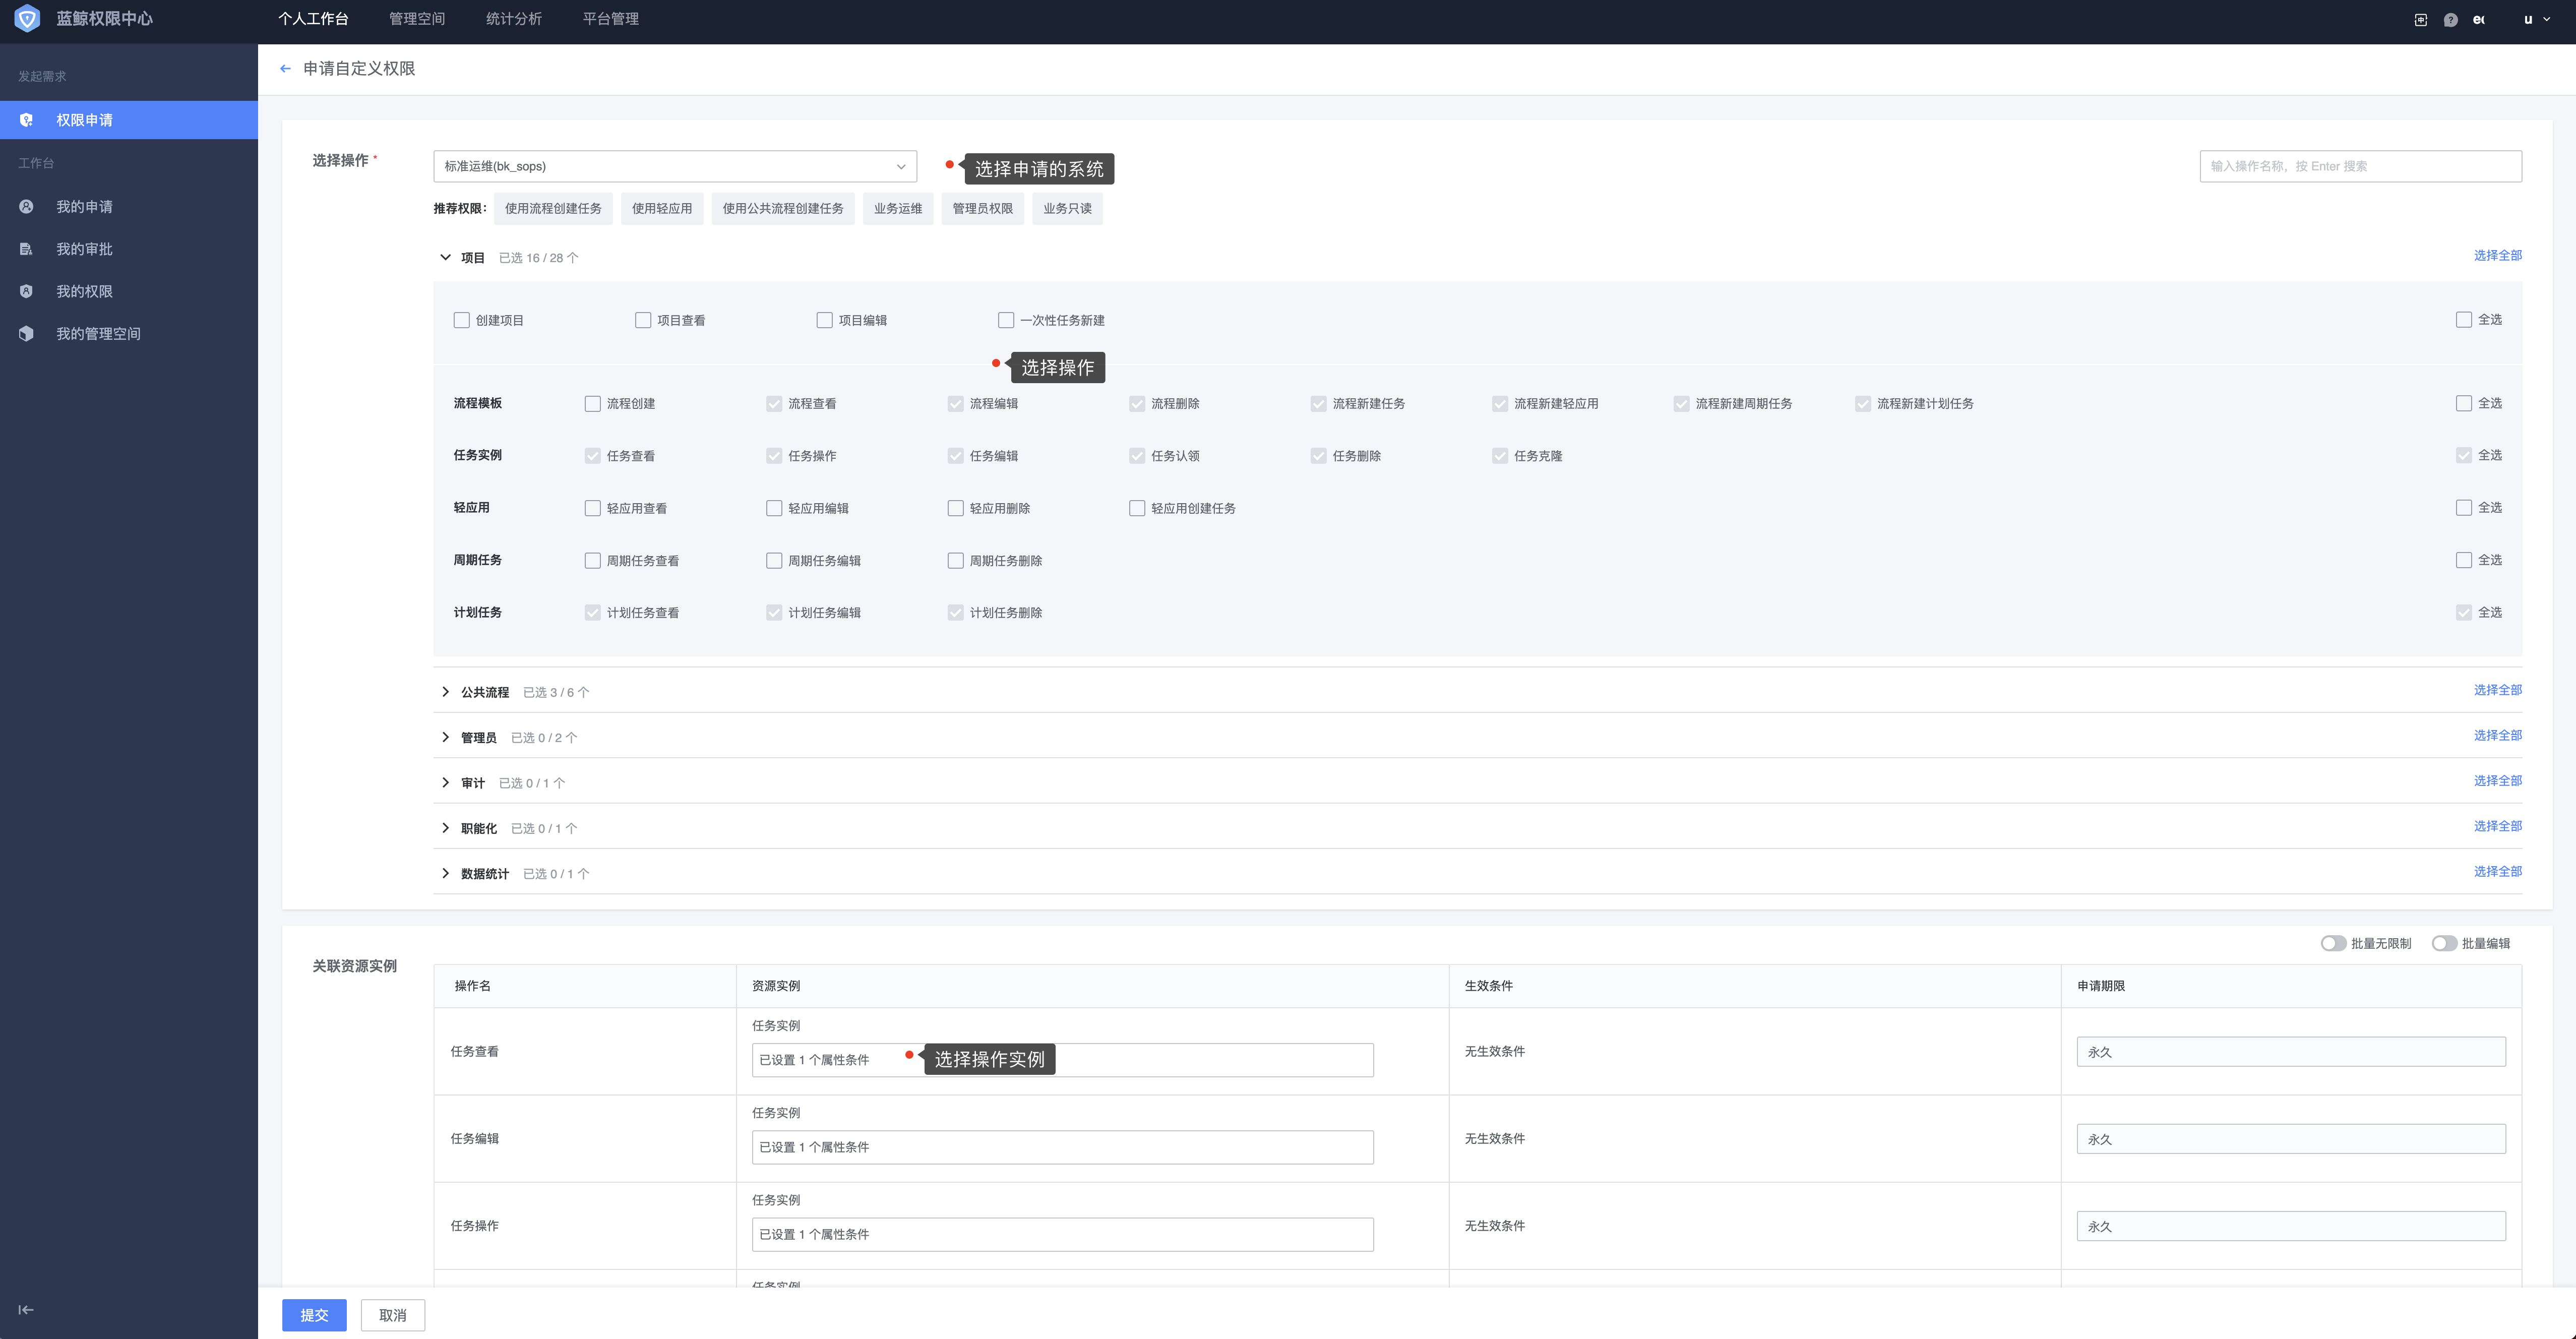 蓝鲸权限中心
个人工作台 管理空间 统计分析 平台管理
u
发起需求
权限申请
工作台
我的申请
我的审批
我的权限
我的管理空间
申请自定义权限
选择操作 *
标准运维(bk_sops)
选择申请的系统
输入操作名称，按 Enter 搜索
推荐权限： 使用流程创建任务 使用轻应用 使用公共流程创建任务 业务运维 管理员权限 业务只读
项目 已选 16 / 28 个 选择全部
创建项目 项目查看 项目编辑 一次性任务新建 全选
选择操作
流程模板 流程创建 流程查看 流程编辑 流程删除 流程新建任务 流程新建轻应用 流程新建周期任务 流程新建计划任务 全选
任务实例 任务查看 任务操作 任务编辑 任务认领 任务删除 任务克隆 全选
轻应用 轻应用查看 轻应用编辑 轻应用删除 轻应用创建任务 全选
周期任务 周期任务查看 周期任务编辑 周期任务删除 全选
计划任务 计划任务查看 计划任务编辑 计划任务删除 全选
公共流程 已选 3 / 6 个 选择全部
管理员 已选 0 / 2 个 选择全部
审计 已选 0 / 1 个 选择全部
职能化 已选 0 / 1 个 选择全部
数据统计 已选 0 / 1 个 选择全部
批量无限制 批量编辑
关联资源实例
操作名 资源实例 生效条件 申请期限
任务实例
任务查看 已设置 1 个属性条件 选择操作实例 无生效条件 永久
任务实例
任务编辑 已设置 1 个属性条件 无生效条件 永久
任务实例
任务操作 已设置 1 个属性条件 无生效条件 永久
任务实例
提交 取消